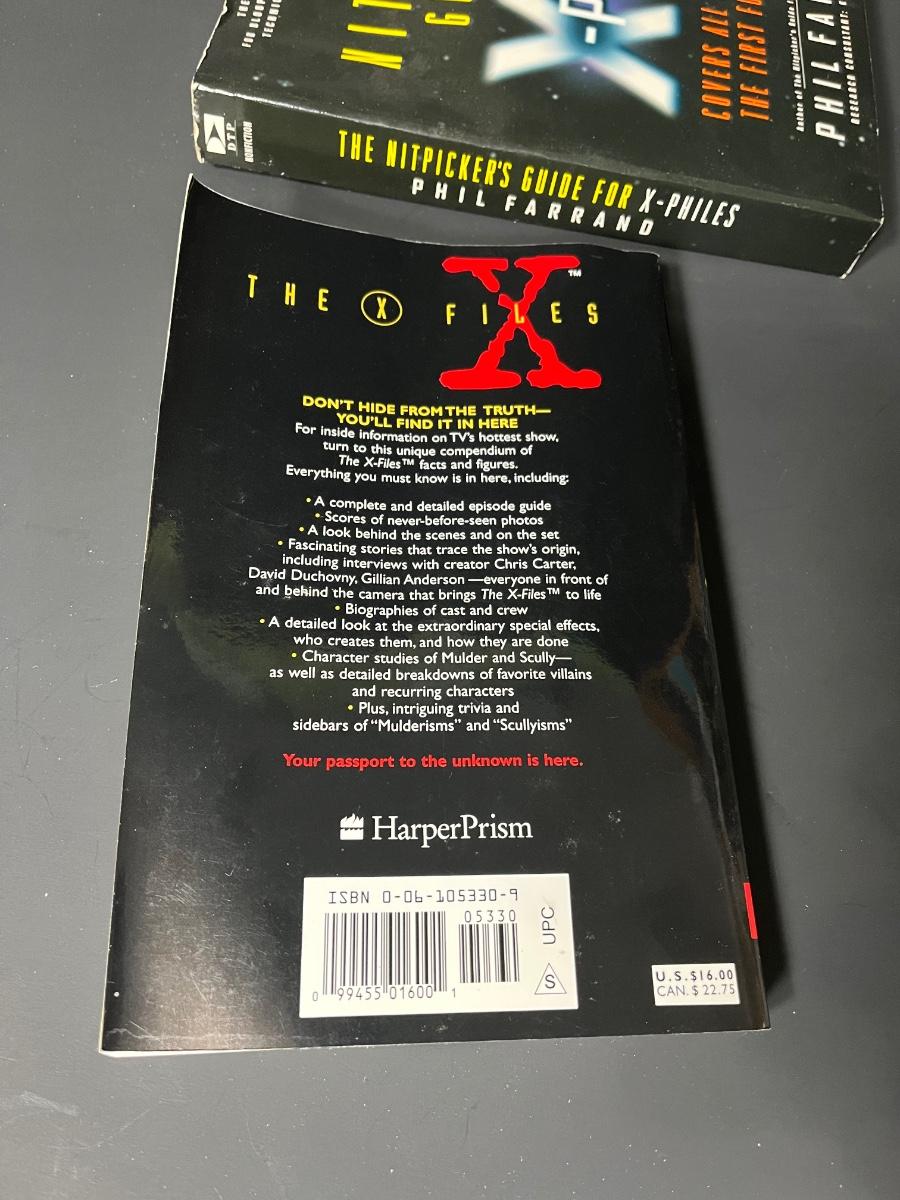 THE NITPICKER'S GUIDE FOR X-PHILES
PHIL FARRAND
DTP
NONFICTION
COVERS ALL
THE FIRST
THE X FILES
X
™
DON'T HIDE FROM THE TRUTH—
YOU'LL FIND IT IN HERE
For inside information on TV's hottest show,
turn to this unique compendium of
The X-Files™ facts and figures.
Everything you must know is in here, including:
• A complete and detailed episode guide
• Scores of never-before-seen photos
• A look behind the scenes and on the set
• Fascinating stories that trace the show's origin,
including interviews with creator Chris Carter,
David Duchovny, Gillian Anderson —everyone in front of
and behind the camera that brings The X-Files™ to life
• Biographies of cast and crew
• A detailed look at the extraordinary special effects,
who creates them, and how they are done
• Character studies of Mulder and Scully—
as well as detailed breakdowns of favorite villains
and recurring characters
• Plus, intriguing trivia and
sidebars of "Mulderisms" and "Scullyisms"
Your passport to the unknown is here.
HarperPrism
ISBN 0-06-105330-9
05330
UPC
S
0 99455 01600 1
U.S.$16.00
CAN. $ 22.75